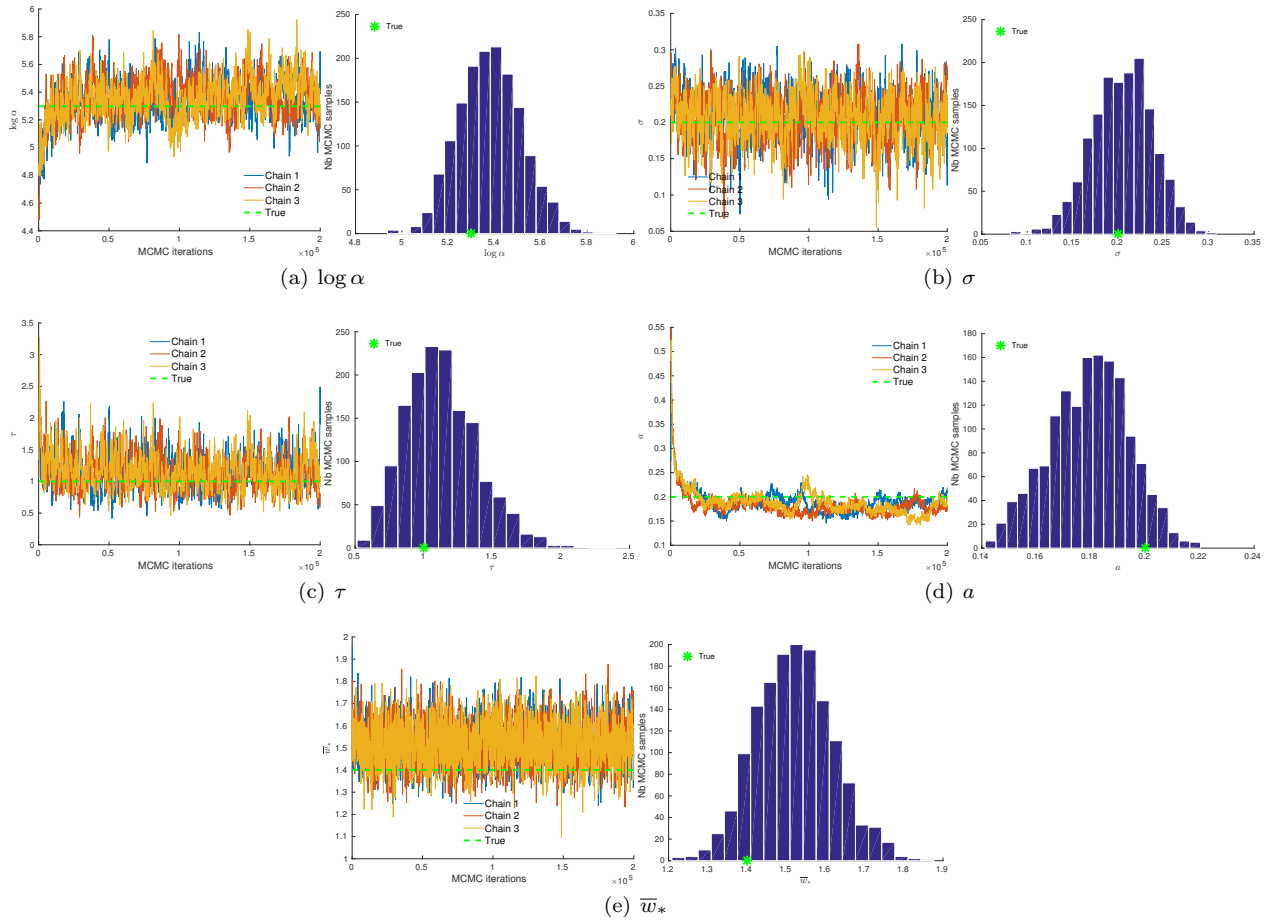 6
5.8
5.6
5.4
5.2
5
4.8
4.6
4.4
log α
Chain 1
Chain 2
Chain 3
True
0 0.5 1 1.5 2
MCMC iterations ×10⁵
250
200
150
100
50
0
Nb MCMC samples
True
4.8 5 5.2 5.4 5.6 5.8 6
log α
(a) log α
0.35
0.3
0.25
0.2
0.15
0.1
0.05
σ
Chain 1
Chain 2
Chain 3
True
0 0.5 1 1.5 2
MCMC iterations ×10⁵
250
200
150
100
50
0
Nb MCMC samples
True
0.05 0.1 0.15 0.2 0.25 0.3 0.35
σ
(b) σ
3.5
3
2.5
2
1.5
1
0.5
0
τ
Chain 1
Chain 2
Chain 3
True
0 0.5 1 1.5 2
MCMC iterations ×10⁵
250
200
150
100
50
0
Nb MCMC samples
True
0.5 1 1.5 2 2.5
τ
(c) τ
0.55
0.5
0.45
0.4
0.35
0.3
0.25
0.2
0.15
0.1
a
Chain 1
Chain 2
Chain 3
True
0 0.5 1 1.5 2
MCMC iterations ×10⁵
180
160
140
120
100
80
60
40
20
0
Nb MCMC samples
True
0.14 0.16 0.18 0.2 0.22 0.24
a
(d) a
2
1.9
1.8
1.7
1.6
1.5
1.4
1.3
1.2
1.1
1
w̅*
Chain 1
Chain 2
Chain 3
True
0 0.5 1 1.5 2
MCMC iterations ×10⁵
200
180
160
140
120
100
80
60
40
20
0
Nb MCMC samples
True
1.2 1.3 1.4 1.5 1.6 1.7 1.8 1.9
w̅*
(e) w̅*